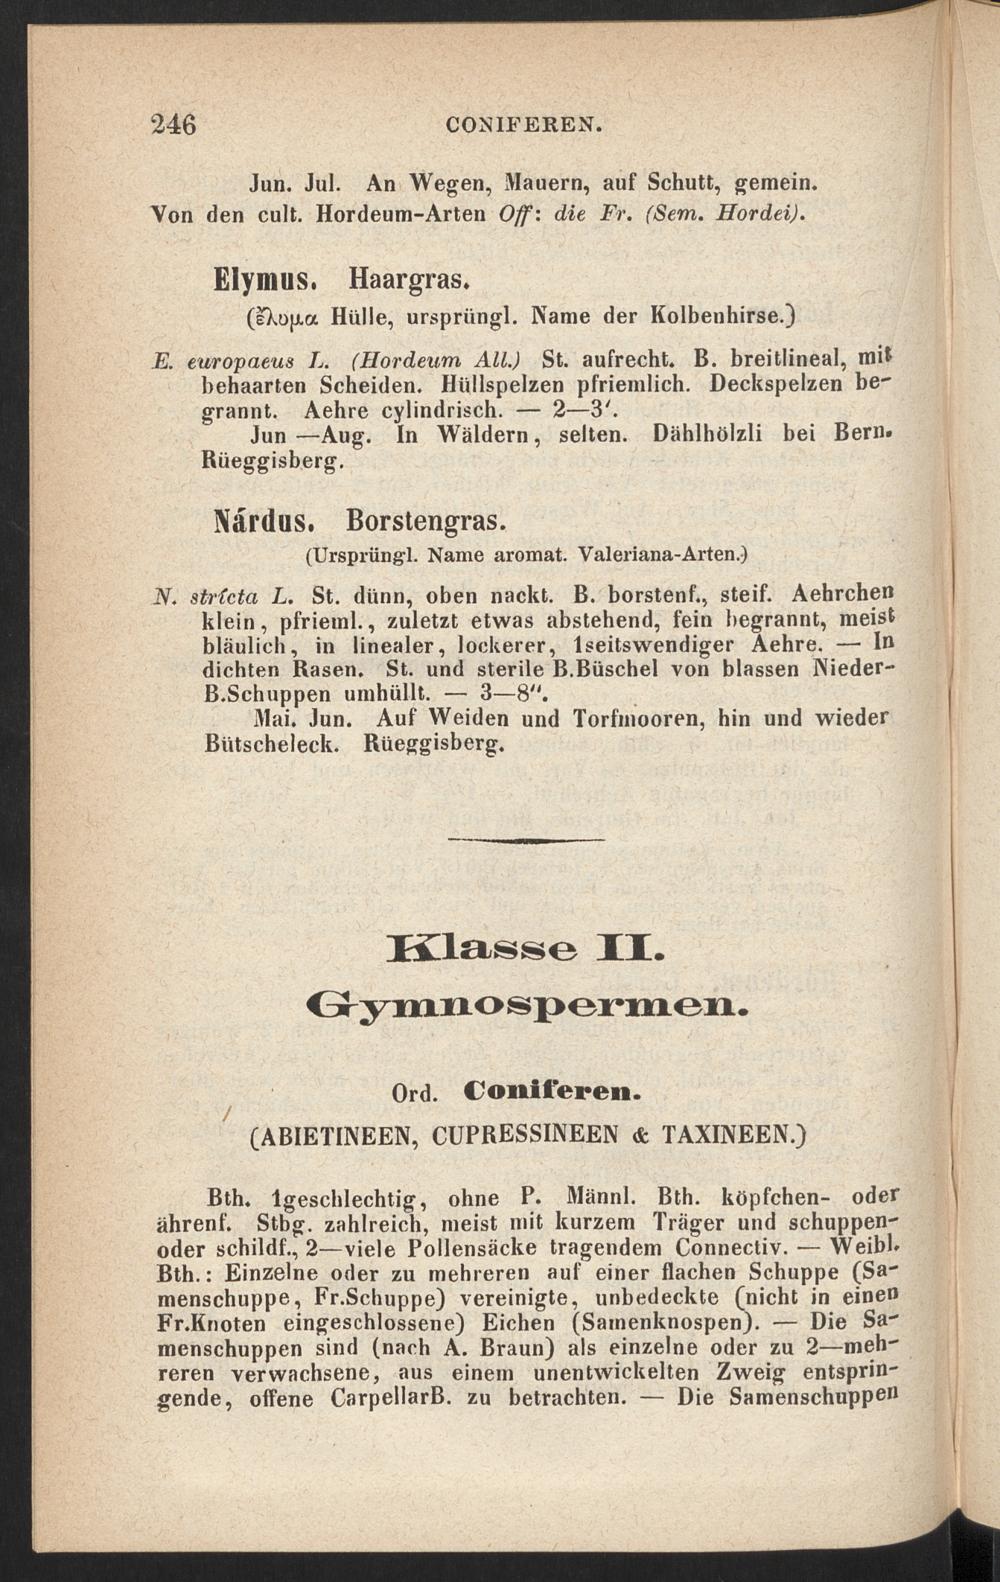 246 CONIFEREN.
Jun. Jul. An Wegen, Mauern, auf Schutt, gemein.
Von den cult. Hordeum-Arten Off: die Fr. (Sem. Hordei).
Elymus. Haargras.
(ἔλυμα Hülle, ursprüngl. Name der Kolbenhirse.)
E. europaeus L. (Hordeum All.) St. aufrecht. B. breitlineal, mit
behaarten Scheiden. Hüllspelzen pfriemlich. Deckspelzen be-
grannt. Aehre cylindrisch. — 2—3′.
Jun —Aug. In Wäldern, selten. Dählhölzli bei Bern.
Rüeggisberg.
Nárdus. Borstengras.
(Ursprüngl. Name aromat. Valeriana-Arten.)
N. stricta L. St. dünn, oben nackt. B. borstenf., steif. Aehrchen
klein, pfrieml., zuletzt etwas abstehend, fein begrannt, meist
bläulich, in linealer, lockerer, 1seitswendiger Aehre. — In
dichten Rasen. St. und sterile B.Büschel von blassen Nieder-
B.Schuppen umhüllt. — 3—8″.
Mai. Jun. Auf Weiden und Torfmooren, hin und wieder
Bütscheleck. Rüeggisberg.
Klasse II.
Gymnospermen.
Ord. Coniferen.
(ABIETINEEN, CUPRESSINEEN & TAXINEEN.)
Bth. 1geschlechtig, ohne P. Männl. Bth. köpfchen- oder
ährenf. Stbg. zahlreich, meist mit kurzem Träger und schuppen-
oder schildf., 2—viele Pollensäcke tragendem Connectiv. — Weibl.
Bth.: Einzelne oder zu mehreren auf einer flachen Schuppe (Sa-
menschuppe, Fr.Schuppe) vereinigte, unbedeckte (nicht in einen
Fr.Knoten eingeschlossene) Eichen (Samenknospen). — Die Sa-
menschuppen sind (nach A. Braun) als einzelne oder zu 2—meh-
reren verwachsene, aus einem unentwickelten Zweig entsprin-
gende, offene CarpellarB. zu betrachten. — Die Samenschuppen